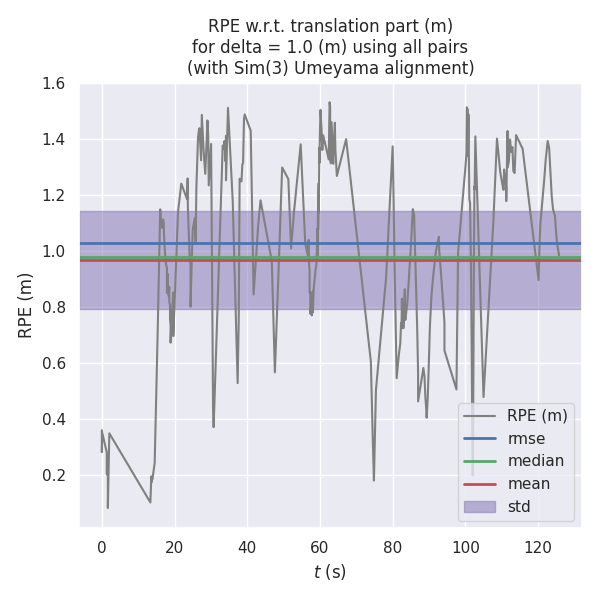 RPE w.r.t. translation part (m)
for delta = 1.0 (m) using all pairs
(with Sim(3) Umeyama alignment)
1.6
1.4
1.2
1.0
0.8
0.6
0.4
0.2
RPE (m)
0
20
40
60
80
100
120
t (s)
RPE (m)
rmse
median
mean
std